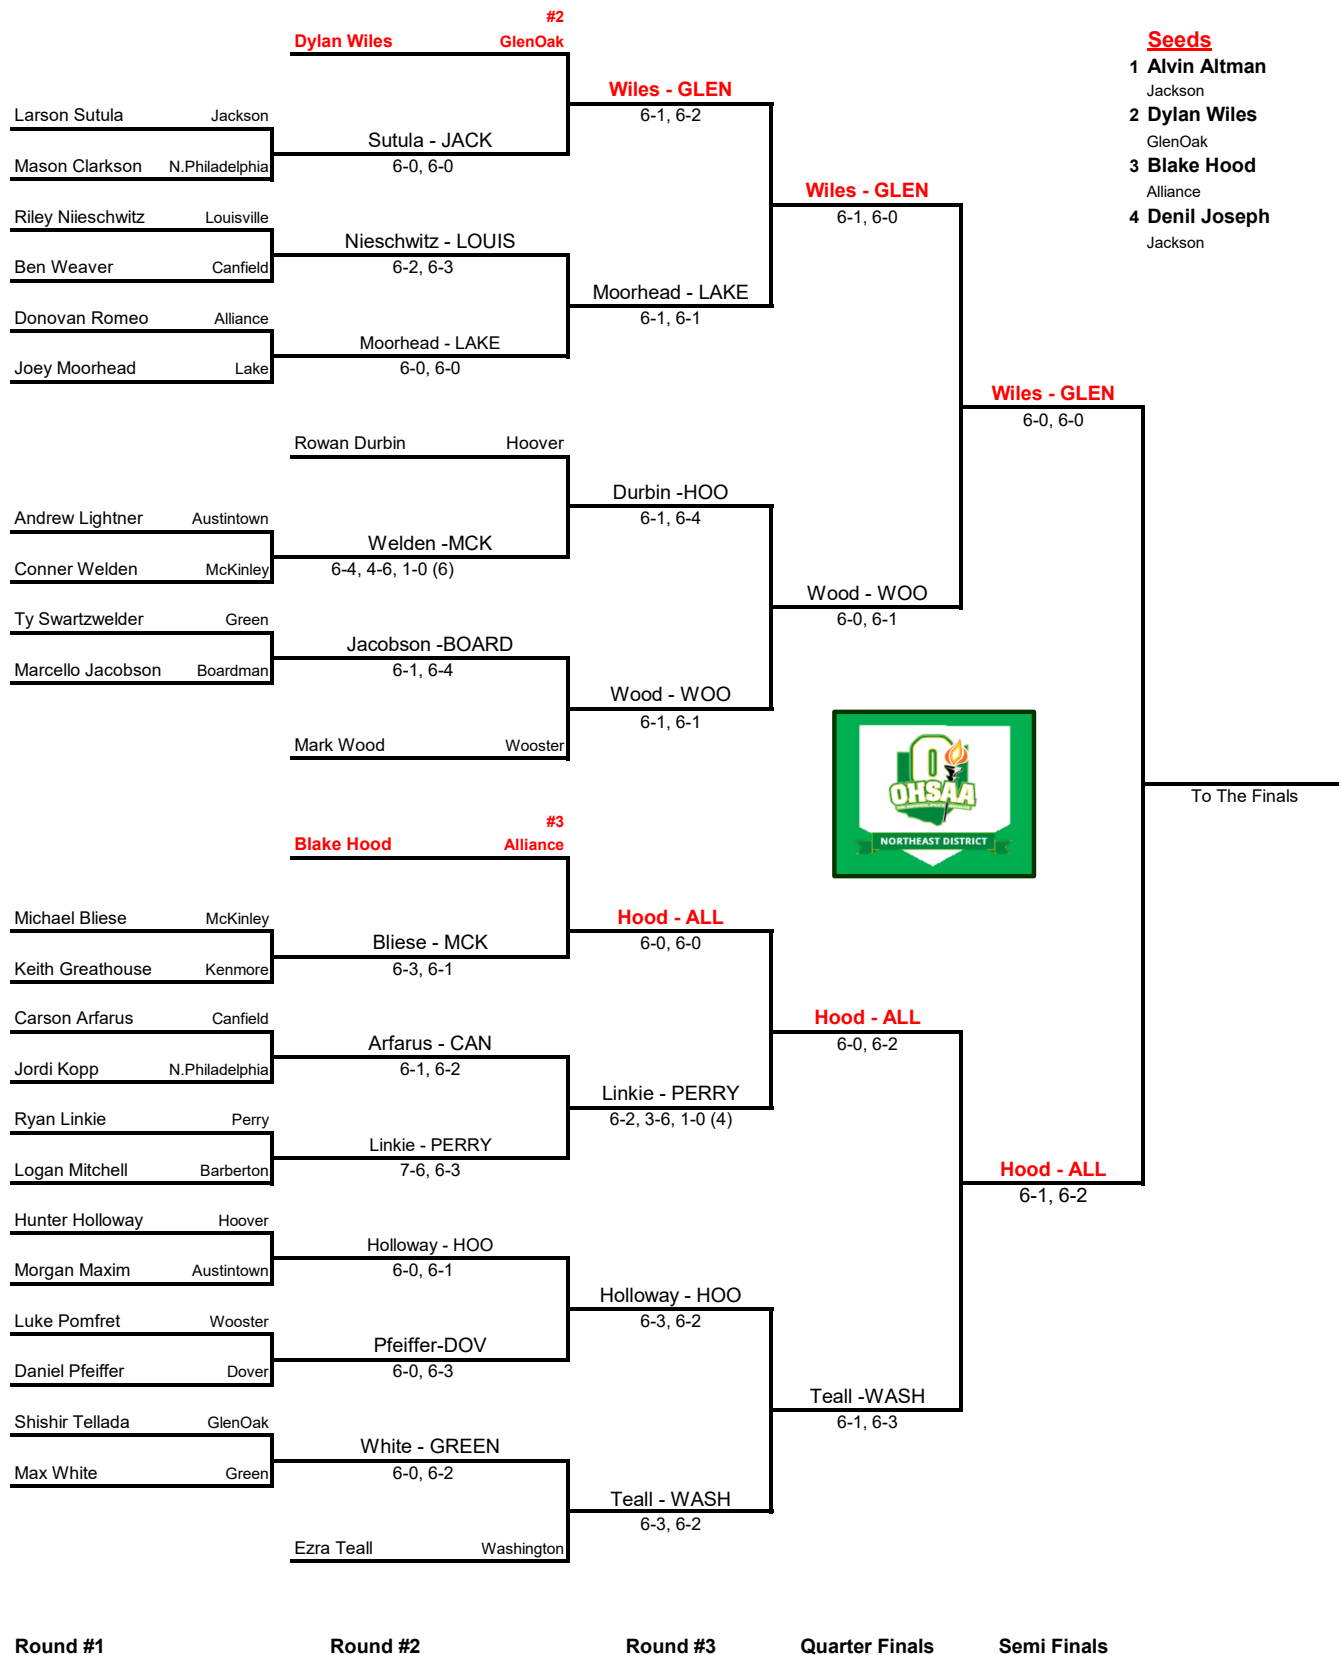 #2
Dylan Wiles GlenOak
Seeds
1 Alvin Altman
Jackson
2 Dylan Wiles
GlenOak
3 Blake Hood
Alliance
4 Denil Joseph
Jackson
Wiles - GLEN
6-1, 6-2
Larson Sutula Jackson
Sutula - JACK
6-0, 6-0
Mason Clarkson N.Philadelphia
Wiles - GLEN
6-1, 6-0
Riley Niieschwitz Louisville
Nieschwitz - LOUIS
6-2, 6-3
Ben Weaver Canfield
Moorhead - LAKE
6-1, 6-1
Donovan Romeo Alliance
Moorhead - LAKE
6-0, 6-0
Joey Moorhead Lake
Wiles - GLEN
6-0, 6-0
Rowan Durbin Hoover
Durbin -HOO
6-1, 6-4
Andrew Lightner Austintown
Welden -MCK
6-4, 4-6, 1-0 (6)
Conner Welden McKinley
Wood - WOO
6-0, 6-1
Ty Swartzwelder Green
Jacobson -BOARD
6-1, 6-4
Marcello Jacobson Boardman
Wood - WOO
6-1, 6-1
Mark Wood Wooster
OHSAA
NORTHEAST DISTRICT
To The Finals
#3
Blake Hood Alliance
Hood - ALL
6-0, 6-0
Michael Bliese McKinley
Bliese - MCK
6-3, 6-1
Keith Greathouse Kenmore
Hood - ALL
6-0, 6-2
Carson Arfarus Canfield
Arfarus - CAN
6-1, 6-2
Jordi Kopp N.Philadelphia
Linkie - PERRY
6-2, 3-6, 1-0 (4)
Ryan Linkie Perry
Linkie - PERRY
7-6, 6-3
Logan Mitchell Barberton
Hood - ALL
6-1, 6-2
Hunter Holloway Hoover
Holloway - HOO
6-0, 6-1
Morgan Maxim Austintown
Holloway - HOO
6-3, 6-2
Luke Pomfret Wooster
Pfeiffer-DOV
6-0, 6-3
Daniel Pfeiffer Dover
Teall -WASH
6-1, 6-3
Shishir Tellada GlenOak
White - GREEN
6-0, 6-2
Max White Green
Teall - WASH
6-3, 6-2
Ezra Teall Washington
Round #1 Round #2 Round #3 Quarter Finals Semi Finals